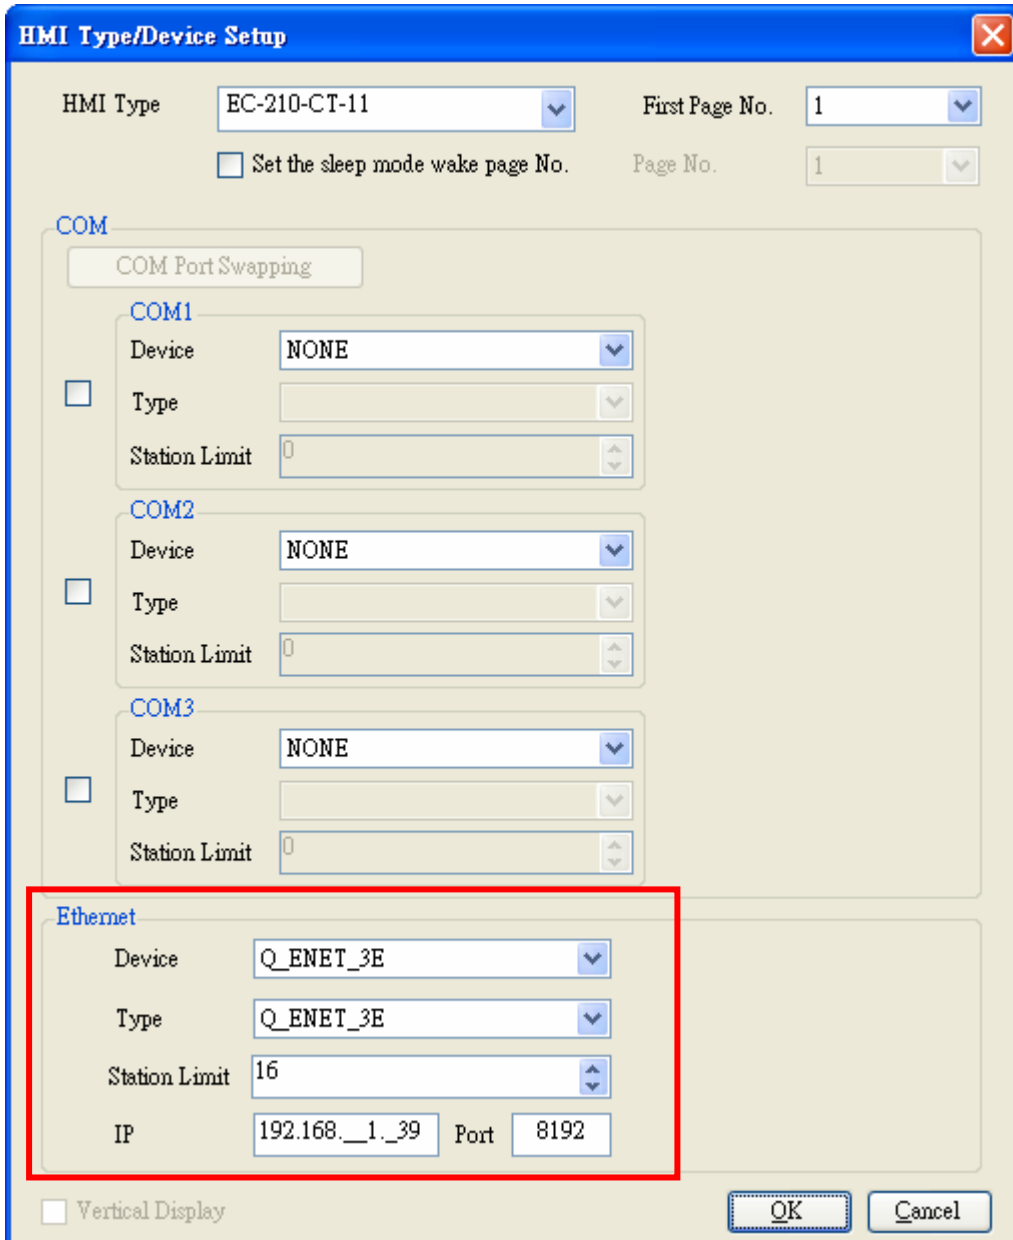 HMI Type/Device Setup
HMI Type EC-210-CT-11 First Page No. 1
Set the sleep mode wake page No. Page No. 1
COM
COM Port Swapping
COM1
Device NONE
Type
Station Limit 0
COM2
Device NONE
Type
Station Limit 0
COM3
Device NONE
Type
Station Limit 0
Ethernet
Device Q_ENET_3E
Type Q_ENET_3E
Station Limit 16
IP 192.168.__1._39 Port 8192
Vertical Display OK Cancel